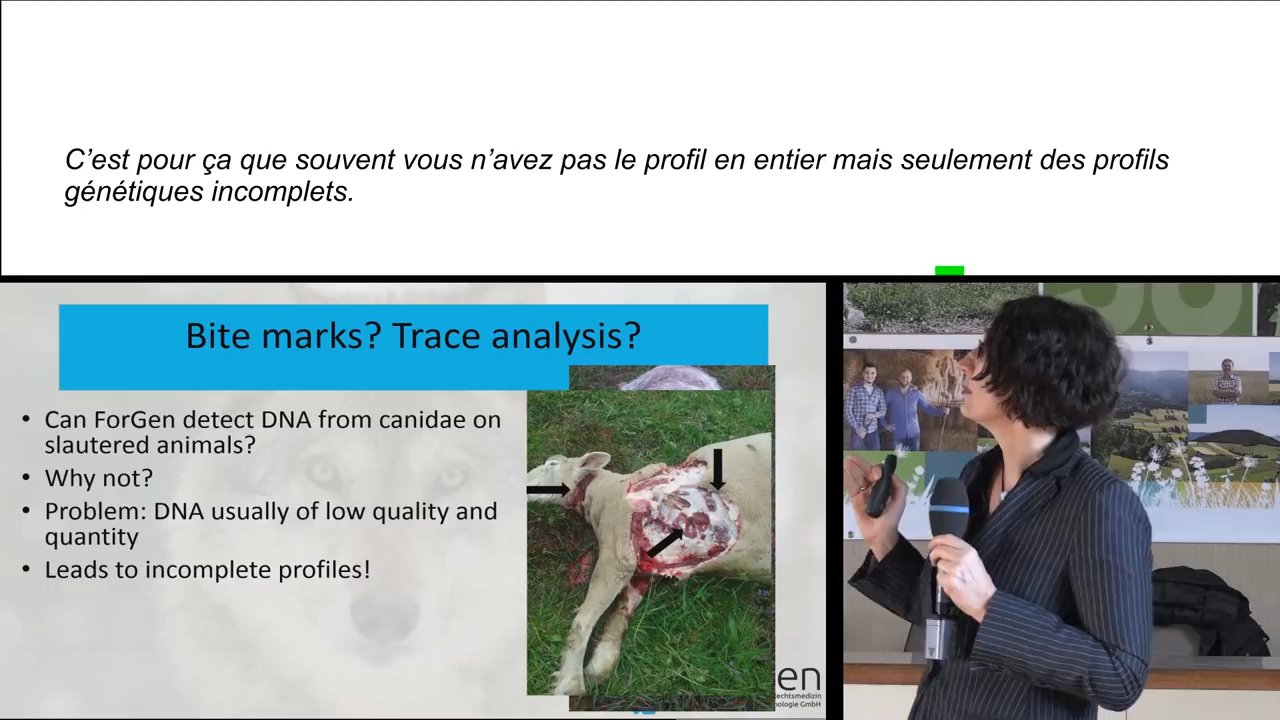 C’est pour ça que souvent vous n’avez pas le profil en entier mais seulement des profils
génétiques incomplets.
Bite marks? Trace analysis?
• Can ForGen detect DNA from canidae on
slautered animals?
• Why not?
• Problem: DNA usually of low quality and
quantity
• Leads to incomplete profiles!
en
echtsmedizin
nologie GmbH